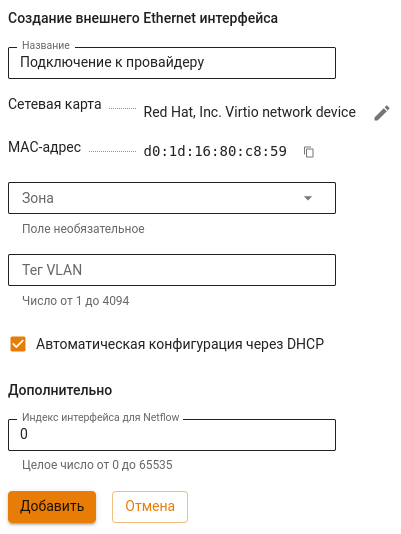 Создание внешнего Ethernet интерфейса
Название
Подключение к провайдеру
Сетевая карта Red Hat, Inc. Virtio network device
MAC-адрес d0:1d:16:80:c8:59
Зона
Поле необязательное
Тег VLAN
Число от 1 до 4094
Автоматическая конфигурация через DHCP
Дополнительно
Индекс интерфейса для Netflow
0
Целое число от 0 до 65535
Добавить Отмена